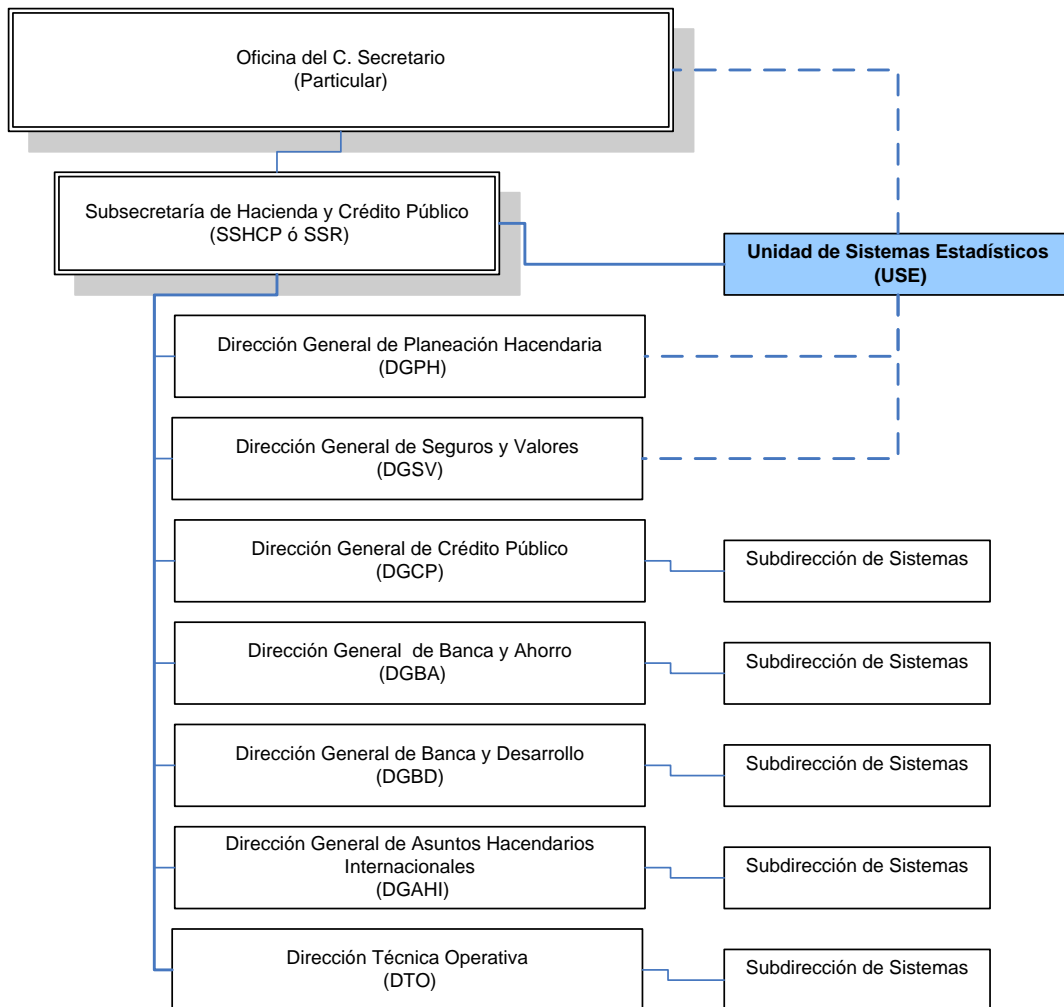 Oficina del C. Secretario
(Particular)
Subsecretaría de Hacienda y Crédito Público
(SSHCP ó SSR)
Unidad de Sistemas Estadísticos
(USE)
Dirección General de Planeación Hacendaria
(DGPH)
Dirección General de Seguros y Valores
(DGSV)
Dirección General de Crédito Público
(DGCP)
Subdirección de Sistemas
Dirección General  de Banca y Ahorro
(DGBA)
Subdirección de Sistemas
Dirección General de Banca y Desarrollo
(DGBD)
Subdirección de Sistemas
Dirección General de Asuntos Hacendarios
Internacionales
(DGAHI)
Subdirección de Sistemas
Dirección Técnica Operativa
(DTO)
Subdirección de Sistemas